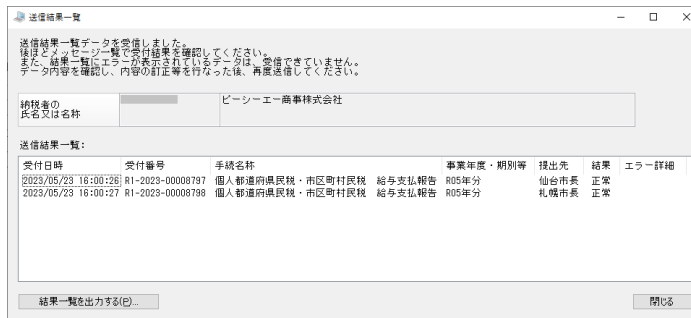 送信結果一覧
送信結果一覧データを受信しました。
後ほどメッセージ一覧で受付結果を確認してください。
また、結果一覧にエラーが表示されているデータは、受信できていません。
データ内容を確認し、内容の訂正等を行なった後、再度送信してください。
納税者の
氏名又は名称
ピーシーエー商事株式会社
送信結果一覧:
受付日時 受付番号 手続名称 事業年度・期別等 提出先 結果 エラー詳細
2023/05/23 16:00:26 R1-2023-00008797 個人都道府県民税・市区町村民税 給与支払報告 R05年分 仙台市長 正常
2023/05/23 16:00:27 R1-2023-00008798 個人都道府県民税・市区町村民税 給与支払報告 R05年分 札幌市長 正常
結果一覧を出力する(P)... 閉じる